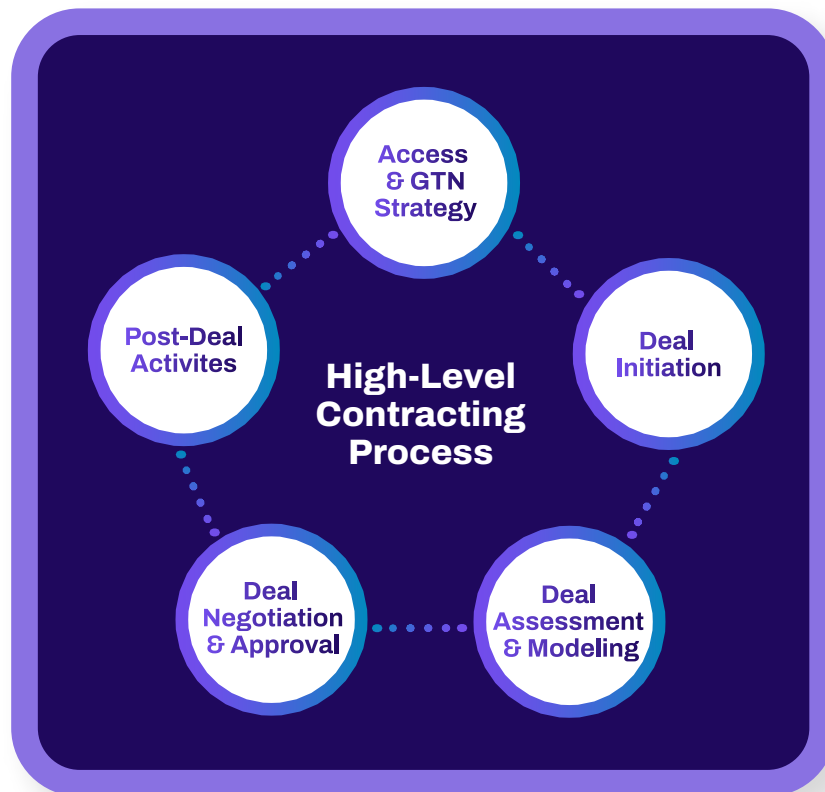 Access
& GTN
Strategy
Post-Deal
Activites
Deal
Initiation
High-Level
Contracting
Process
Deal
Negotiation
& Approval
Deal
Assessment
& Modeling